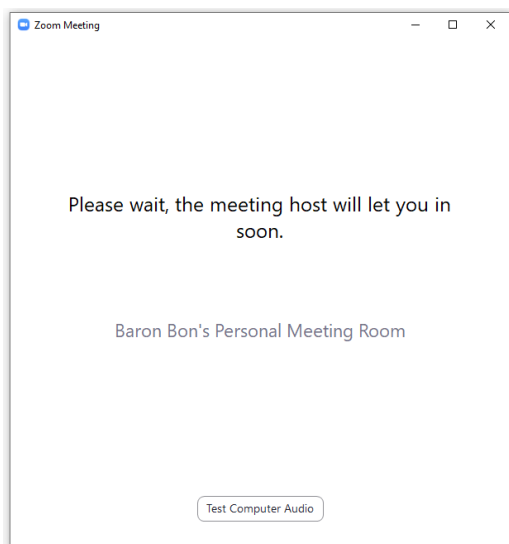 Zoom Meeting
Please wait, the meeting host will let you in
soon.
Baron Bon's Personal Meeting Room
Test Computer Audio